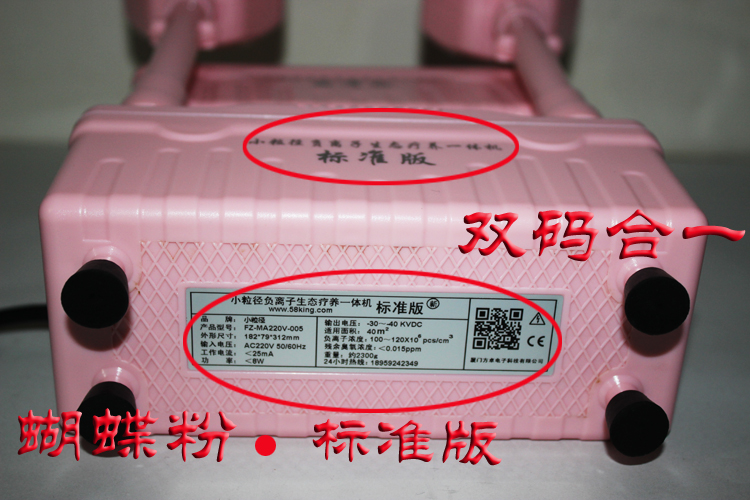 小粒径负离子生态疗养一体机
标准版
双码合一
小粒径负离子生态疗养一体机 标准版
www.58king.com
品牌：小粒径
产品型号：FZ-MA220V-005
外形尺寸：182*79*312mm
输入电压：AC220V 50/60Hz
工作电流：＜25mA
功率：＜8W
输出电压：-30～-40 KVDC
适用面积：40m²
负离子浓度：100～120X10⁶ pcs/cm³
残余臭氧浓度：＜0.015ppm
重量：约2300g
24小时热线：18959242349
蝴蝶粉●标准版